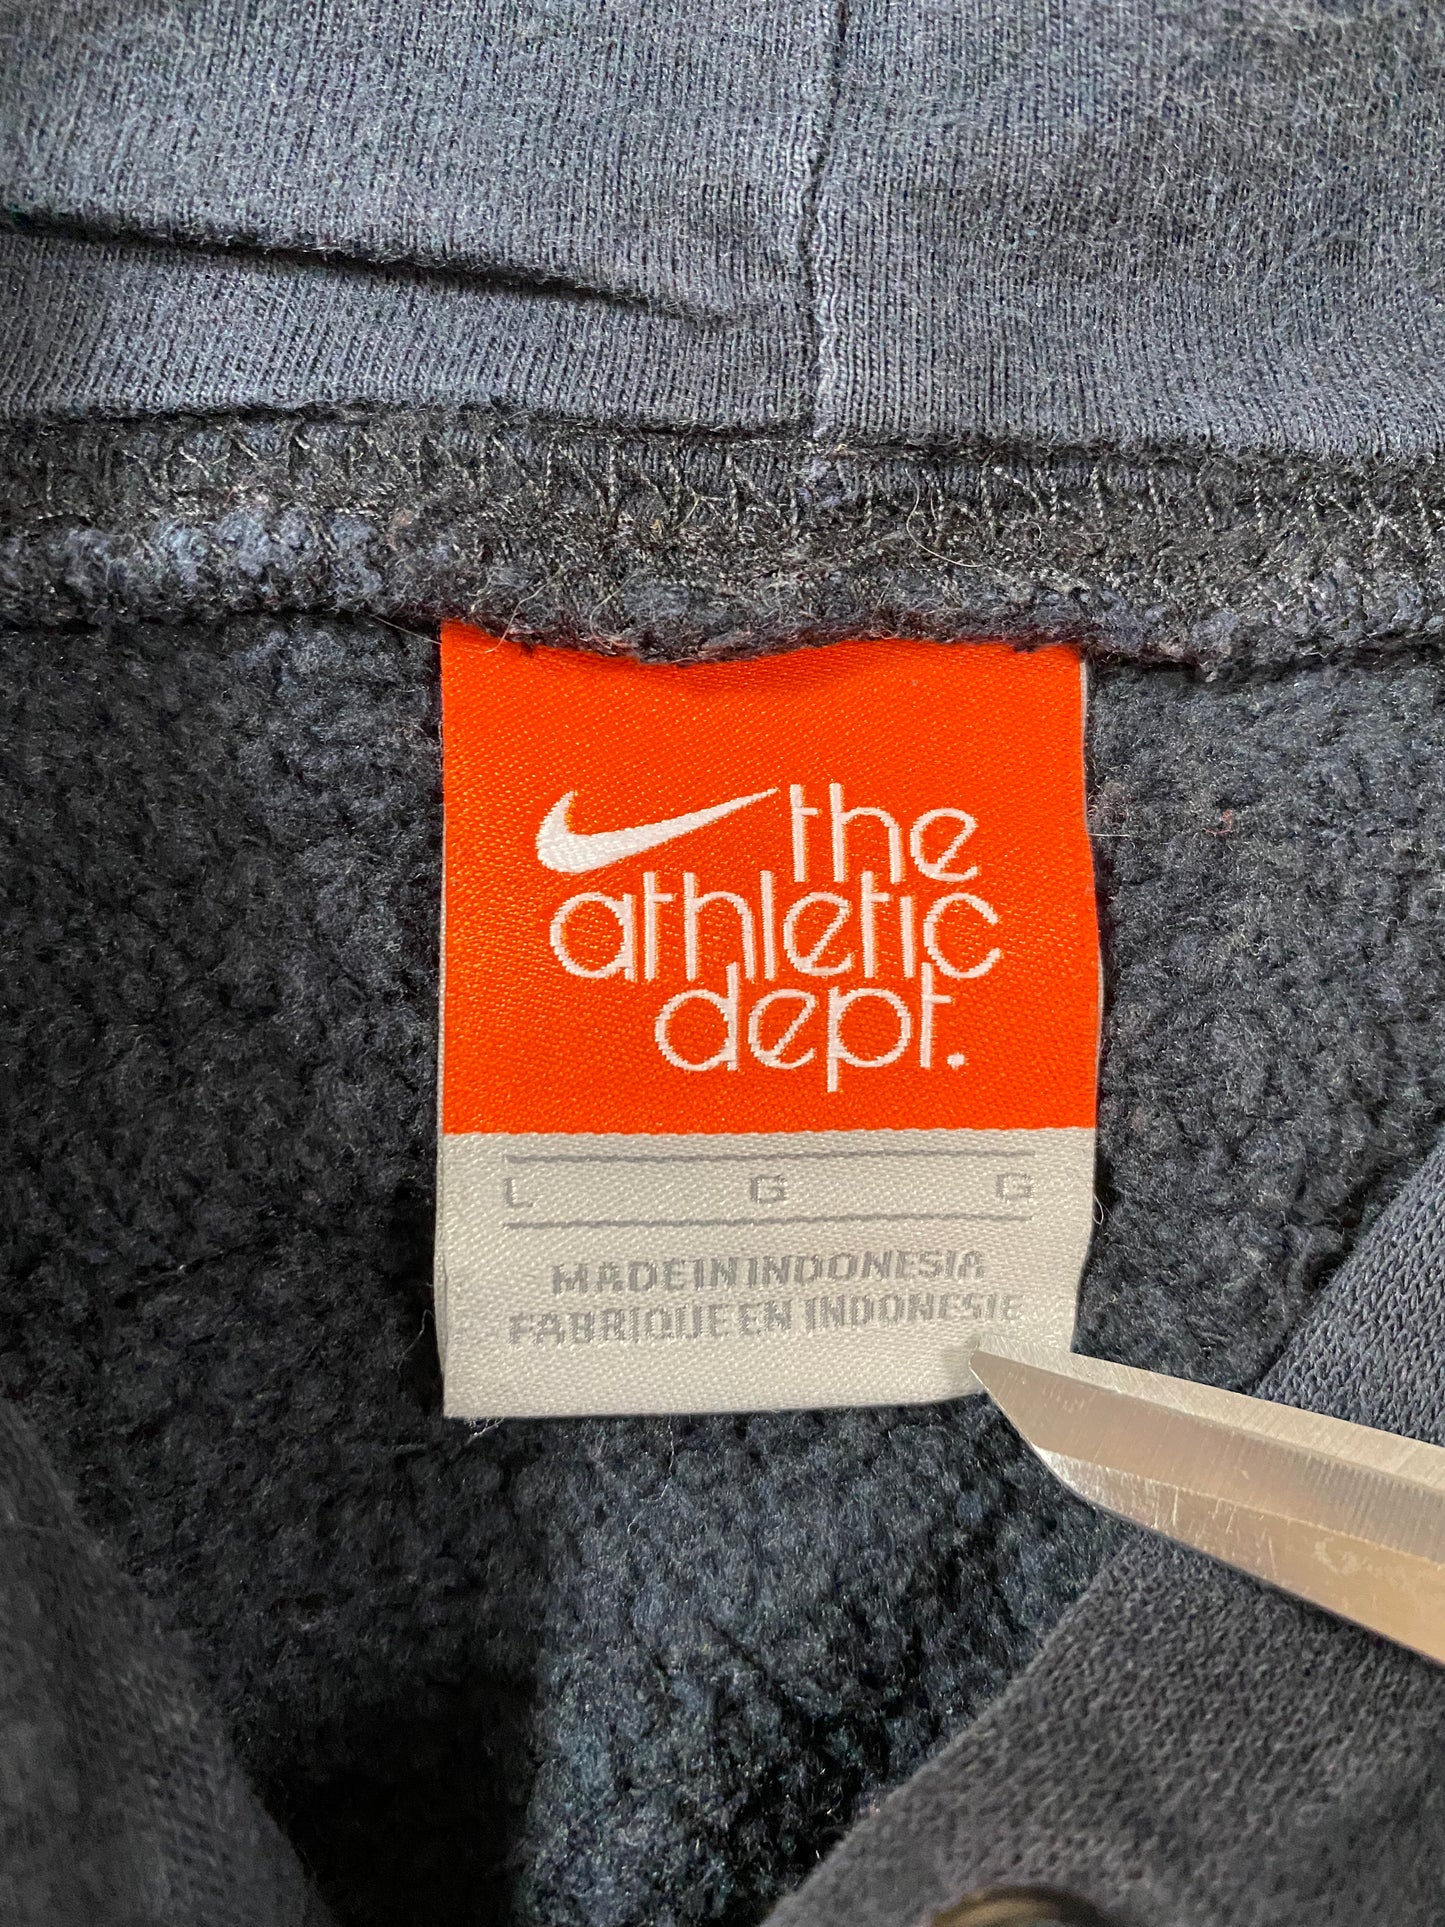 the
athletic
dept.
L G G
MADE IN INDONESIA
FABRIQUE EN INDONESIE